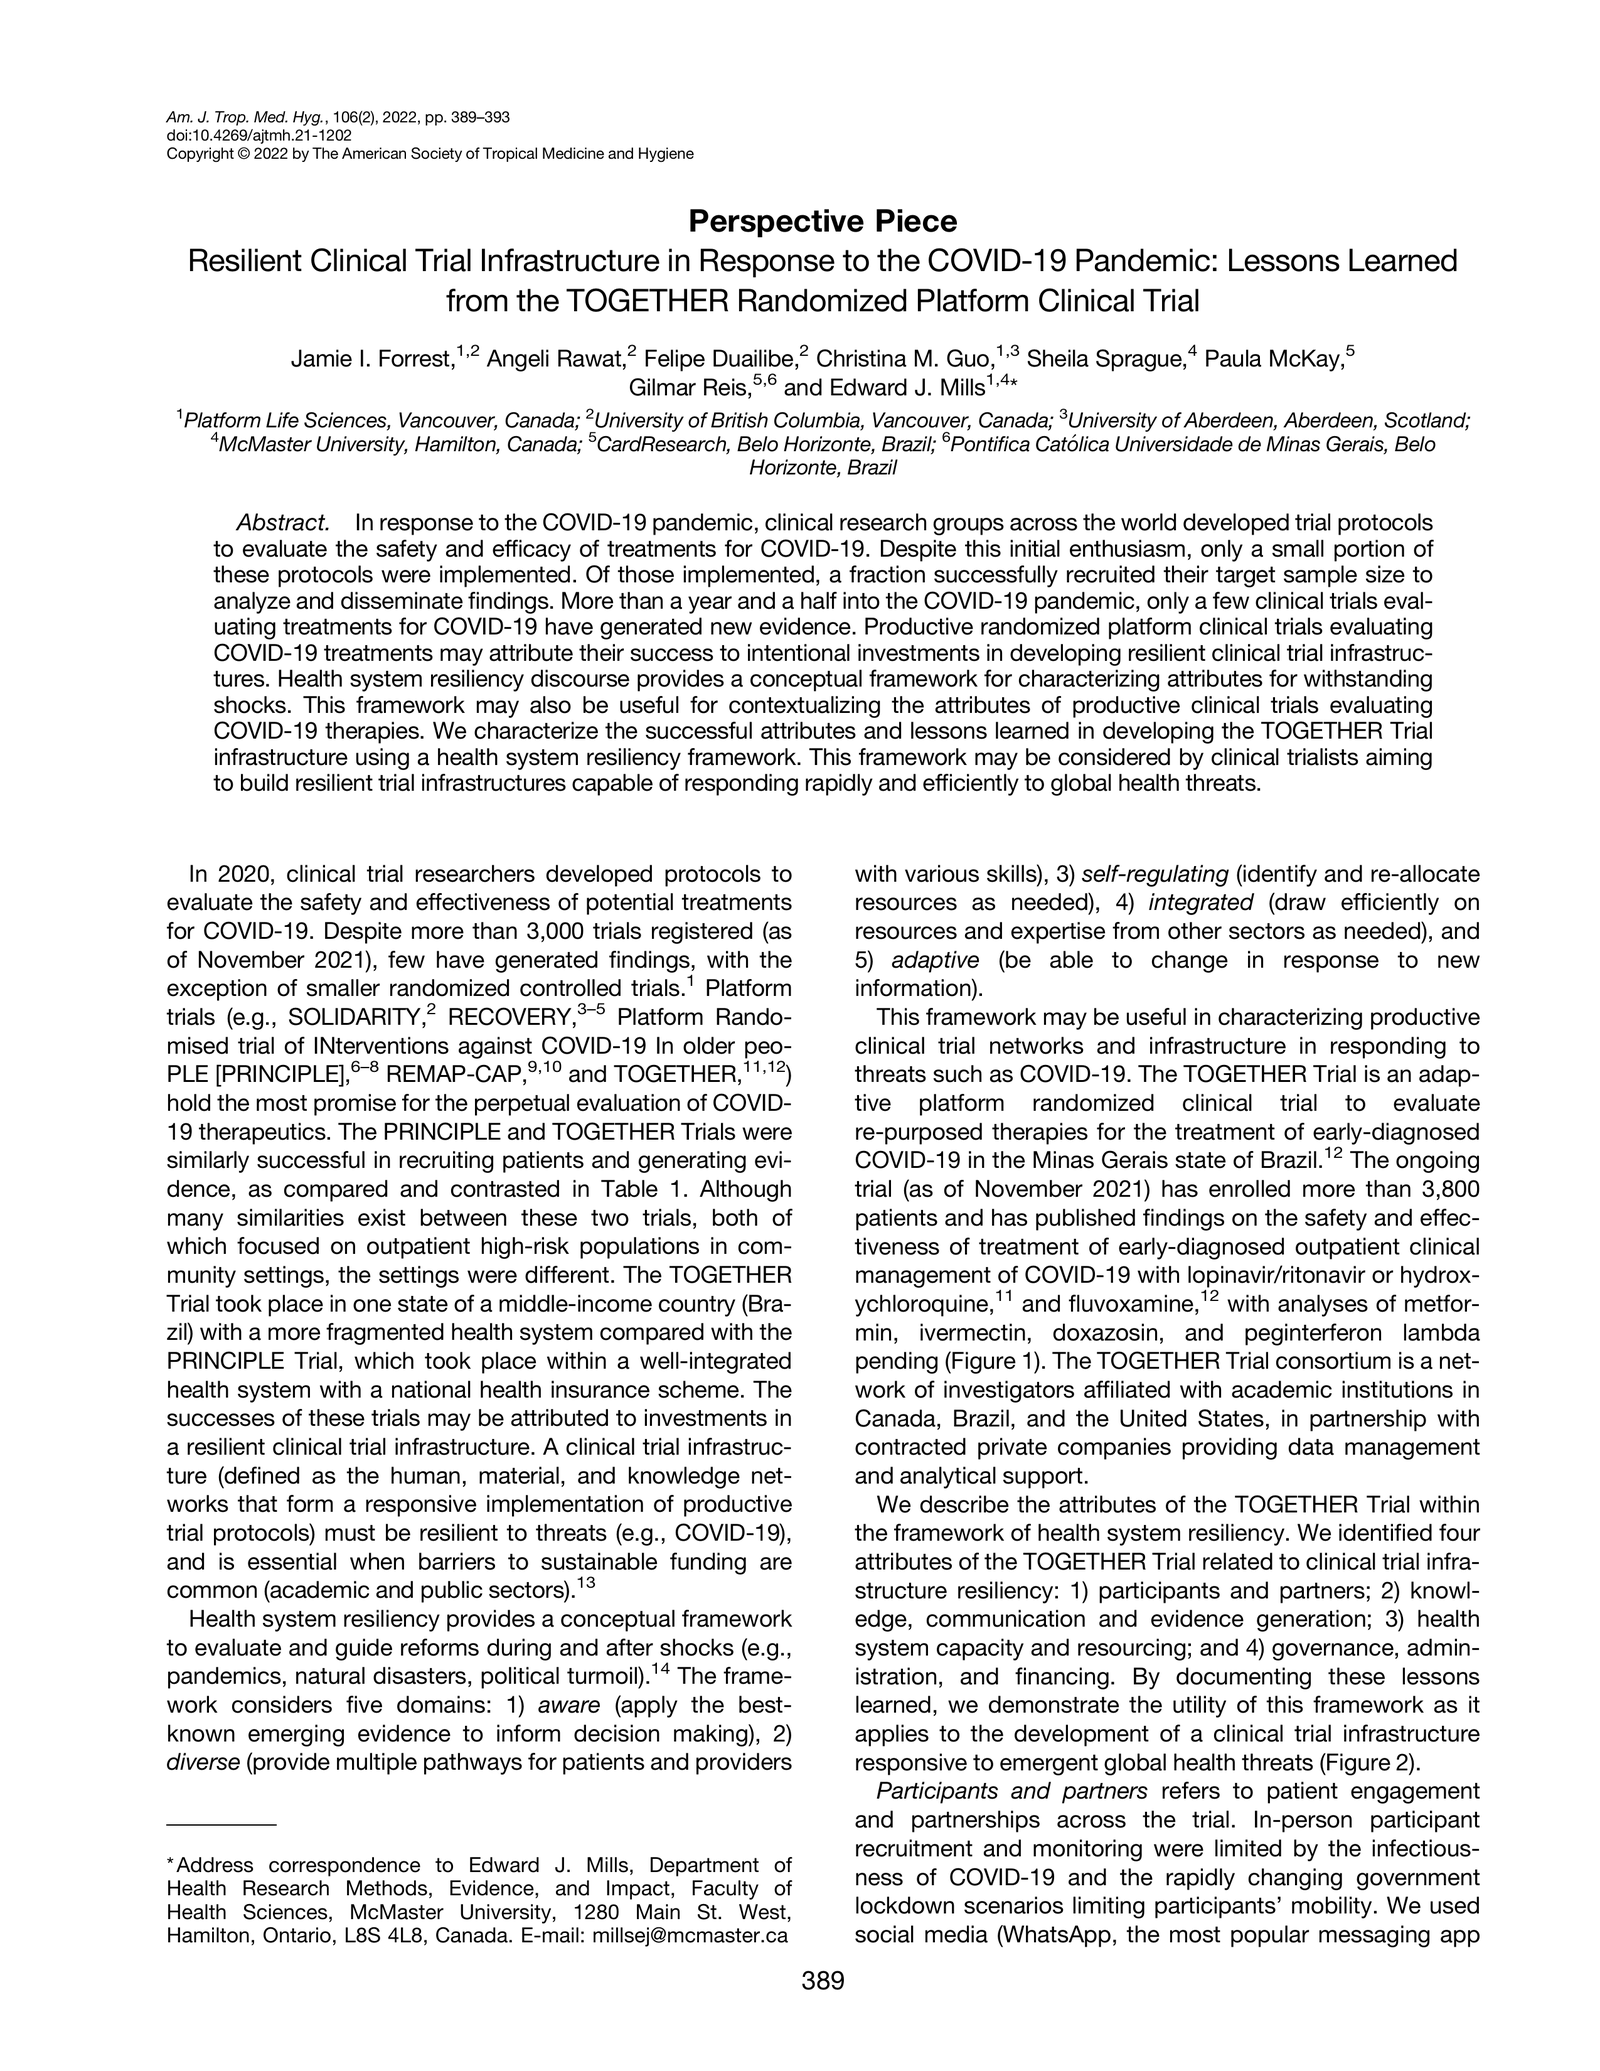 Am. J. Trop. Med. Hyg., 106(2), 2022, pp. 389–393
doi:10.4269/ajtmh.21-1202
Copyright © 2022 by The American Society of Tropical Medicine and Hygiene
Perspective Piece
Resilient Clinical Trial Infrastructure in Response to the COVID-19 Pandemic: Lessons Learned
from the TOGETHER Randomized Platform Clinical Trial
Jamie I. Forrest,1,2 Angeli Rawat,2 Felipe Duailibe,2 Christina M. Guo,1,3 Sheila Sprague,4 Paula McKay,5
Gilmar Reis,5,6 and Edward J. Mills1,4*
1Platform Life Sciences, Vancouver, Canada; 2University of British Columbia, Vancouver, Canada; 3University of Aberdeen, Aberdeen, Scotland;
4McMaster University, Hamilton, Canada; 5CardResearch, Belo Horizonte, Brazil; 6Pontifica Católica Universidade de Minas Gerais, Belo
Horizonte, Brazil
Abstract. In response to the COVID-19 pandemic, clinical research groups across the world developed trial protocols
to evaluate the safety and efficacy of treatments for COVID-19. Despite this initial enthusiasm, only a small portion of
these protocols were implemented. Of those implemented, a fraction successfully recruited their target sample size to
analyze and disseminate findings. More than a year and a half into the COVID-19 pandemic, only a few clinical trials eval-
uating treatments for COVID-19 have generated new evidence. Productive randomized platform clinical trials evaluating
COVID-19 treatments may attribute their success to intentional investments in developing resilient clinical trial infrastruc-
tures. Health system resiliency discourse provides a conceptual framework for characterizing attributes for withstanding
shocks. This framework may also be useful for contextualizing the attributes of productive clinical trials evaluating
COVID-19 therapies. We characterize the successful attributes and lessons learned in developing the TOGETHER Trial
infrastructure using a health system resiliency framework. This framework may be considered by clinical trialists aiming
to build resilient trial infrastructures capable of responding rapidly and efficiently to global health threats.
In 2020, clinical trial researchers developed protocols to
evaluate the safety and effectiveness of potential treatments
for COVID-19. Despite more than 3,000 trials registered (as
of November 2021), few have generated findings, with the
exception of smaller randomized controlled trials.1 Platform
trials (e.g., SOLIDARITY,2 RECOVERY,3–5 Platform Rando-
mised trial of INterventions against COVID-19 In older peo-
PLE [PRINCIPLE],6–8 REMAP-CAP,9,10 and TOGETHER,11,12)
hold the most promise for the perpetual evaluation of COVID-
19 therapeutics. The PRINCIPLE and TOGETHER Trials were
similarly successful in recruiting patients and generating evi-
dence, as compared and contrasted in Table 1. Although
many similarities exist between these two trials, both of
which focused on outpatient high-risk populations in com-
munity settings, the settings were different. The TOGETHER
Trial took place in one state of a middle-income country (Bra-
zil) with a more fragmented health system compared with the
PRINCIPLE Trial, which took place within a well-integrated
health system with a national health insurance scheme. The
successes of these trials may be attributed to investments in
a resilient clinical trial infrastructure. A clinical trial infrastruc-
ture (defined as the human, material, and knowledge net-
works that form a responsive implementation of productive
trial protocols) must be resilient to threats (e.g., COVID-19),
and is essential when barriers to sustainable funding are
common (academic and public sectors).13
Health system resiliency provides a conceptual framework
to evaluate and guide reforms during and after shocks (e.g.,
pandemics, natural disasters, political turmoil).14 The frame-
work considers five domains: 1) aware (apply the best-
known emerging evidence to inform decision making), 2)
diverse (provide multiple pathways for patients and providers
*Address correspondence to Edward J. Mills, Department of
Health Research Methods, Evidence, and Impact, Faculty of
Health Sciences, McMaster University, 1280 Main St. West,
Hamilton, Ontario, L8S 4L8, Canada. E-mail: millsej@mcmaster.ca
with various skills), 3) self-regulating (identify and re-allocate
resources as needed), 4) integrated (draw efficiently on
resources and expertise from other sectors as needed), and
5) adaptive (be able to change in response to new
information).
This framework may be useful in characterizing productive
clinical trial networks and infrastructure in responding to
threats such as COVID-19. The TOGETHER Trial is an adap-
tive platform randomized clinical trial to evaluate
re-purposed therapies for the treatment of early-diagnosed
COVID-19 in the Minas Gerais state of Brazil.12 The ongoing
trial (as of November 2021) has enrolled more than 3,800
patients and has published findings on the safety and effec-
tiveness of treatment of early-diagnosed outpatient clinical
management of COVID-19 with lopinavir/ritonavir or hydrox-
ychloroquine,11 and fluvoxamine,12 with analyses of metfor-
min, ivermectin, doxazosin, and peginterferon lambda
pending (Figure 1). The TOGETHER Trial consortium is a net-
work of investigators affiliated with academic institutions in
Canada, Brazil, and the United States, in partnership with
contracted private companies providing data management
and analytical support.
We describe the attributes of the TOGETHER Trial within
the framework of health system resiliency. We identified four
attributes of the TOGETHER Trial related to clinical trial infra-
structure resiliency: 1) participants and partners; 2) knowl-
edge, communication and evidence generation; 3) health
system capacity and resourcing; and 4) governance, admin-
istration, and financing. By documenting these lessons
learned, we demonstrate the utility of this framework as it
applies to the development of a clinical trial infrastructure
responsive to emergent global health threats (Figure 2).
Participants and partners refers to patient engagement
and partnerships across the trial. In-person participant
recruitment and monitoring were limited by the infectious-
ness of COVID-19 and the rapidly changing government
lockdown scenarios limiting participants’ mobility. We used
social media (WhatsApp, the most popular messaging app
389